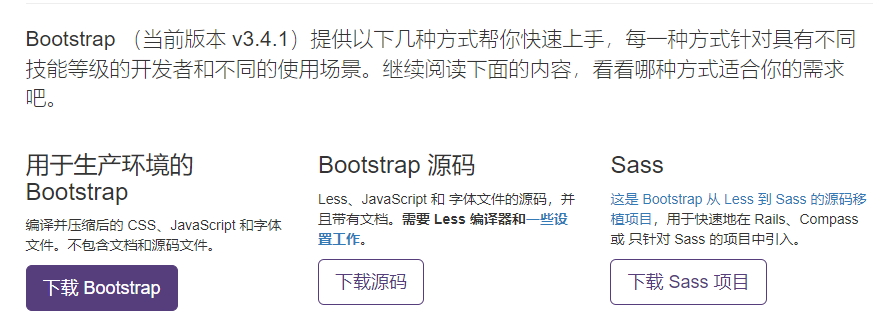 Bootstrap （当前版本 v3.4.1）提供以下几种方式帮你快速上手，每一种方式针对具有不同
技能等级的开发者和不同的使用场景。继续阅读下面的内容，看看哪种方式适合你的需求
吧。
用于生产环境的
Bootstrap
编译并压缩后的 CSS、JavaScript 和字体
文件。不包含文档和源码文件。
下载 Bootstrap
Bootstrap 源码
Less、JavaScript 和 字体文件的源码，并
且带有文档。需要 Less 编译器和一些设
置工作。
下载源码
Sass
这是 Bootstrap 从 Less 到 Sass 的源码移
植项目，用于快速地在 Rails、Compass
或 只针对 Sass 的项目中引入。
下载 Sass 项目